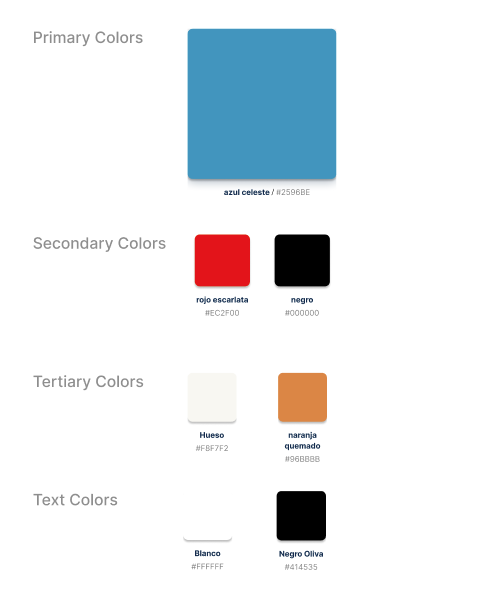 Primary Colors
azul celeste / #2596BE
Secondary Colors
rojo escarlata
#EC2F00
negro
#000000
Tertiary Colors
Hueso
#F8F7F2
naranja
quemado
#96BBBB
Text Colors
Blanco
#FFFFFF
Negro Oliva
#414535